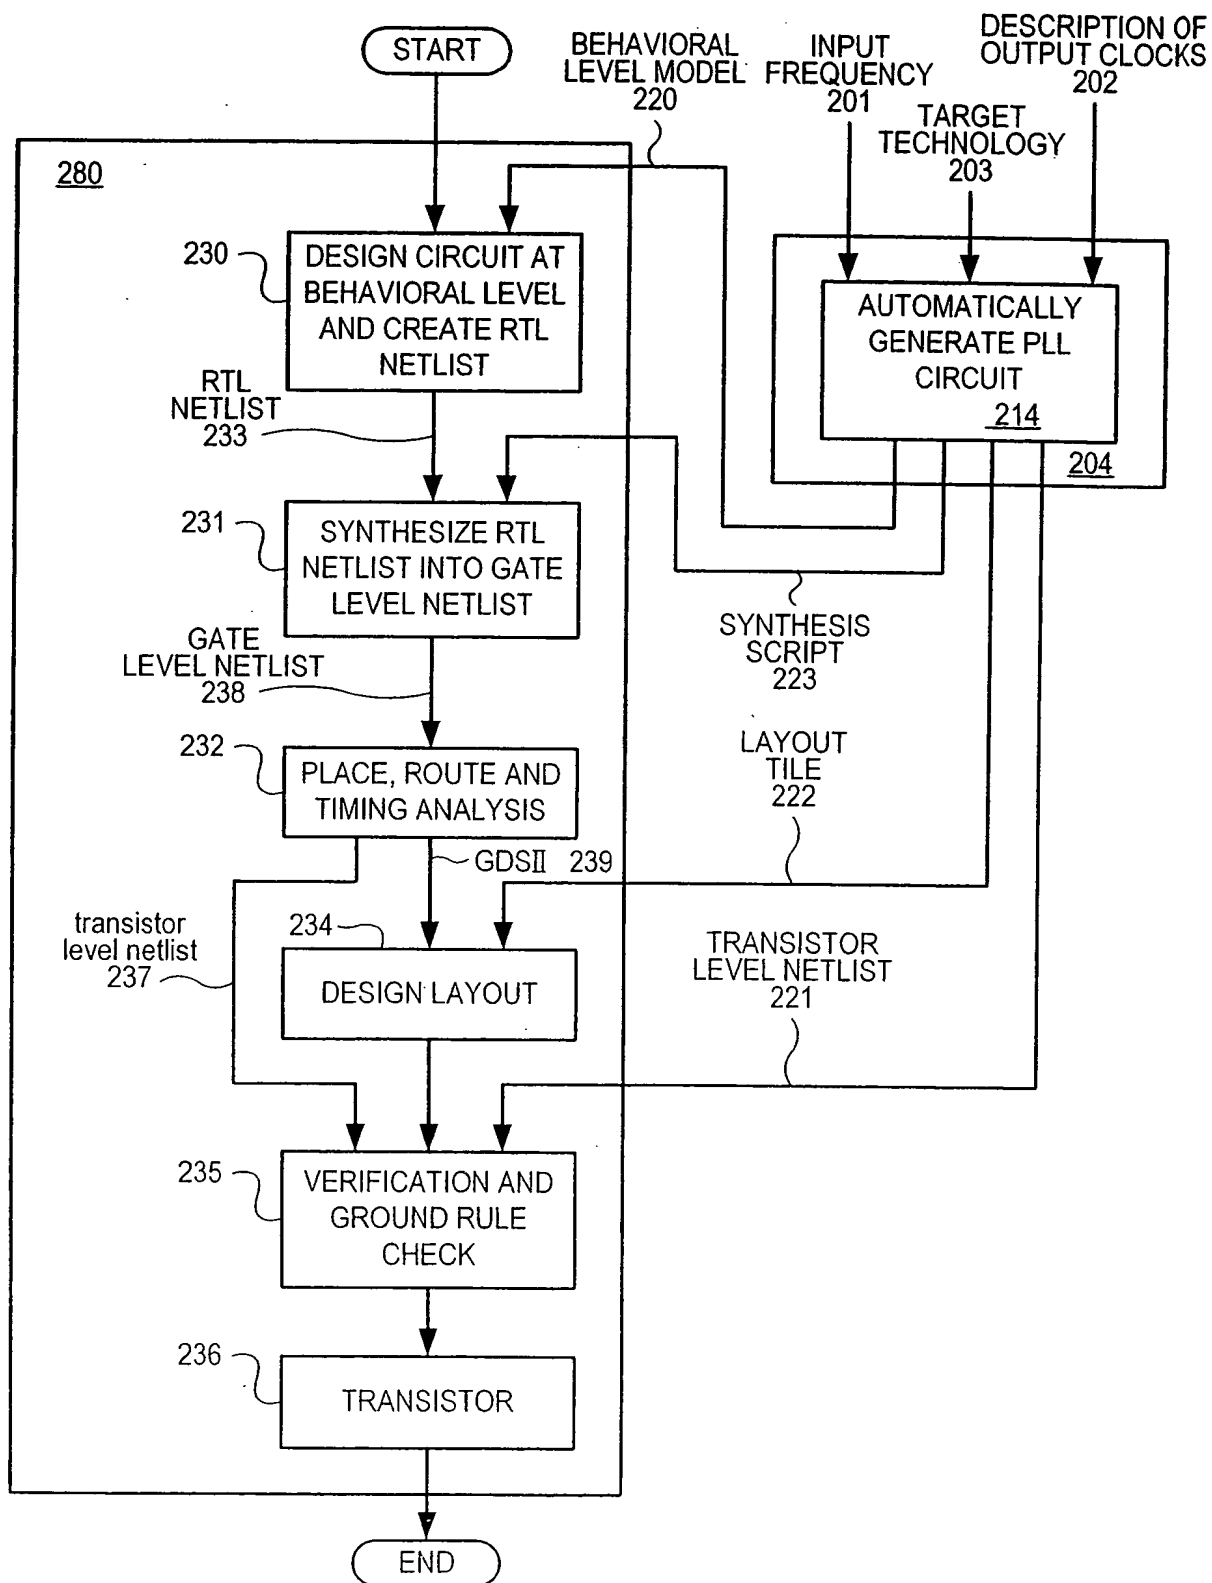 START
BEHAVIORAL
LEVEL MODEL
220
INPUT
FREQUENCY
201
DESCRIPTION OF
OUTPUT CLOCKS
202
TARGET
TECHNOLOGY
203
280
230
DESIGN CIRCUIT AT
BEHAVIORAL LEVEL
AND CREATE RTL
NETLIST
AUTOMATICALLY
GENERATE PLL
CIRCUIT
214
204
RTL
NETLIST
233
231
SYNTHESIZE RTL
NETLIST INTO GATE
LEVEL NETLIST
SYNTHESIS
SCRIPT
223
GATE
LEVEL NETLIST
238
232
PLACE, ROUTE AND
TIMING ANALYSIS
LAYOUT
TILE
222
GDSII 239
transistor
level netlist
237
234
DESIGN LAYOUT
TRANSISTOR
LEVEL NETLIST
221
235
VERIFICATION AND
GROUND RULE
CHECK
236
TRANSISTOR
END